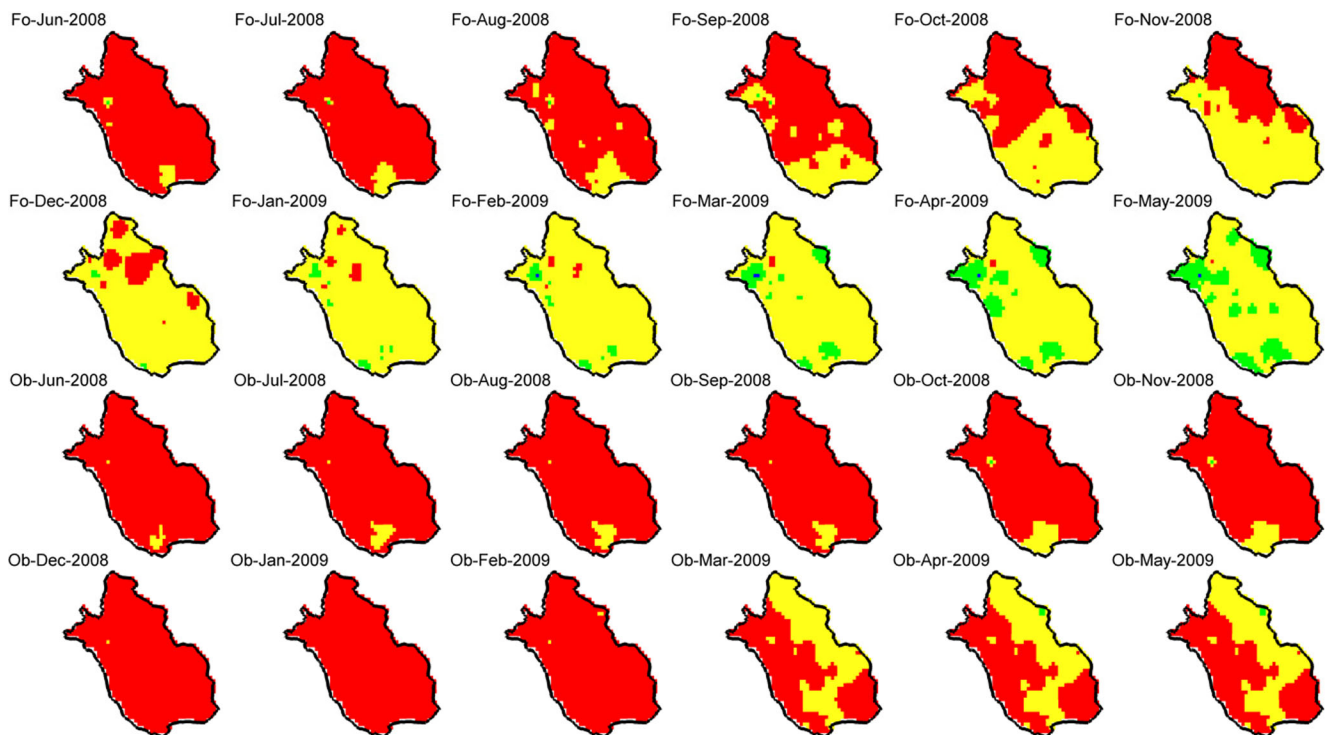 Fo-Jun-2008 Fo-Jul-2008 Fo-Aug-2008 Fo-Sep-2008 Fo-Oct-2008 Fo-Nov-2008
Fo-Dec-2008 Fo-Jan-2009 Fo-Feb-2009 Fo-Mar-2009 Fo-Apr-2009 Fo-May-2009
Ob-Jun-2008 Ob-Jul-2008 Ob-Aug-2008 Ob-Sep-2008 Ob-Oct-2008 Ob-Nov-2008
Ob-Dec-2008 Ob-Jan-2009 Ob-Feb-2009 Ob-Mar-2009 Ob-Apr-2009 Ob-May-2009